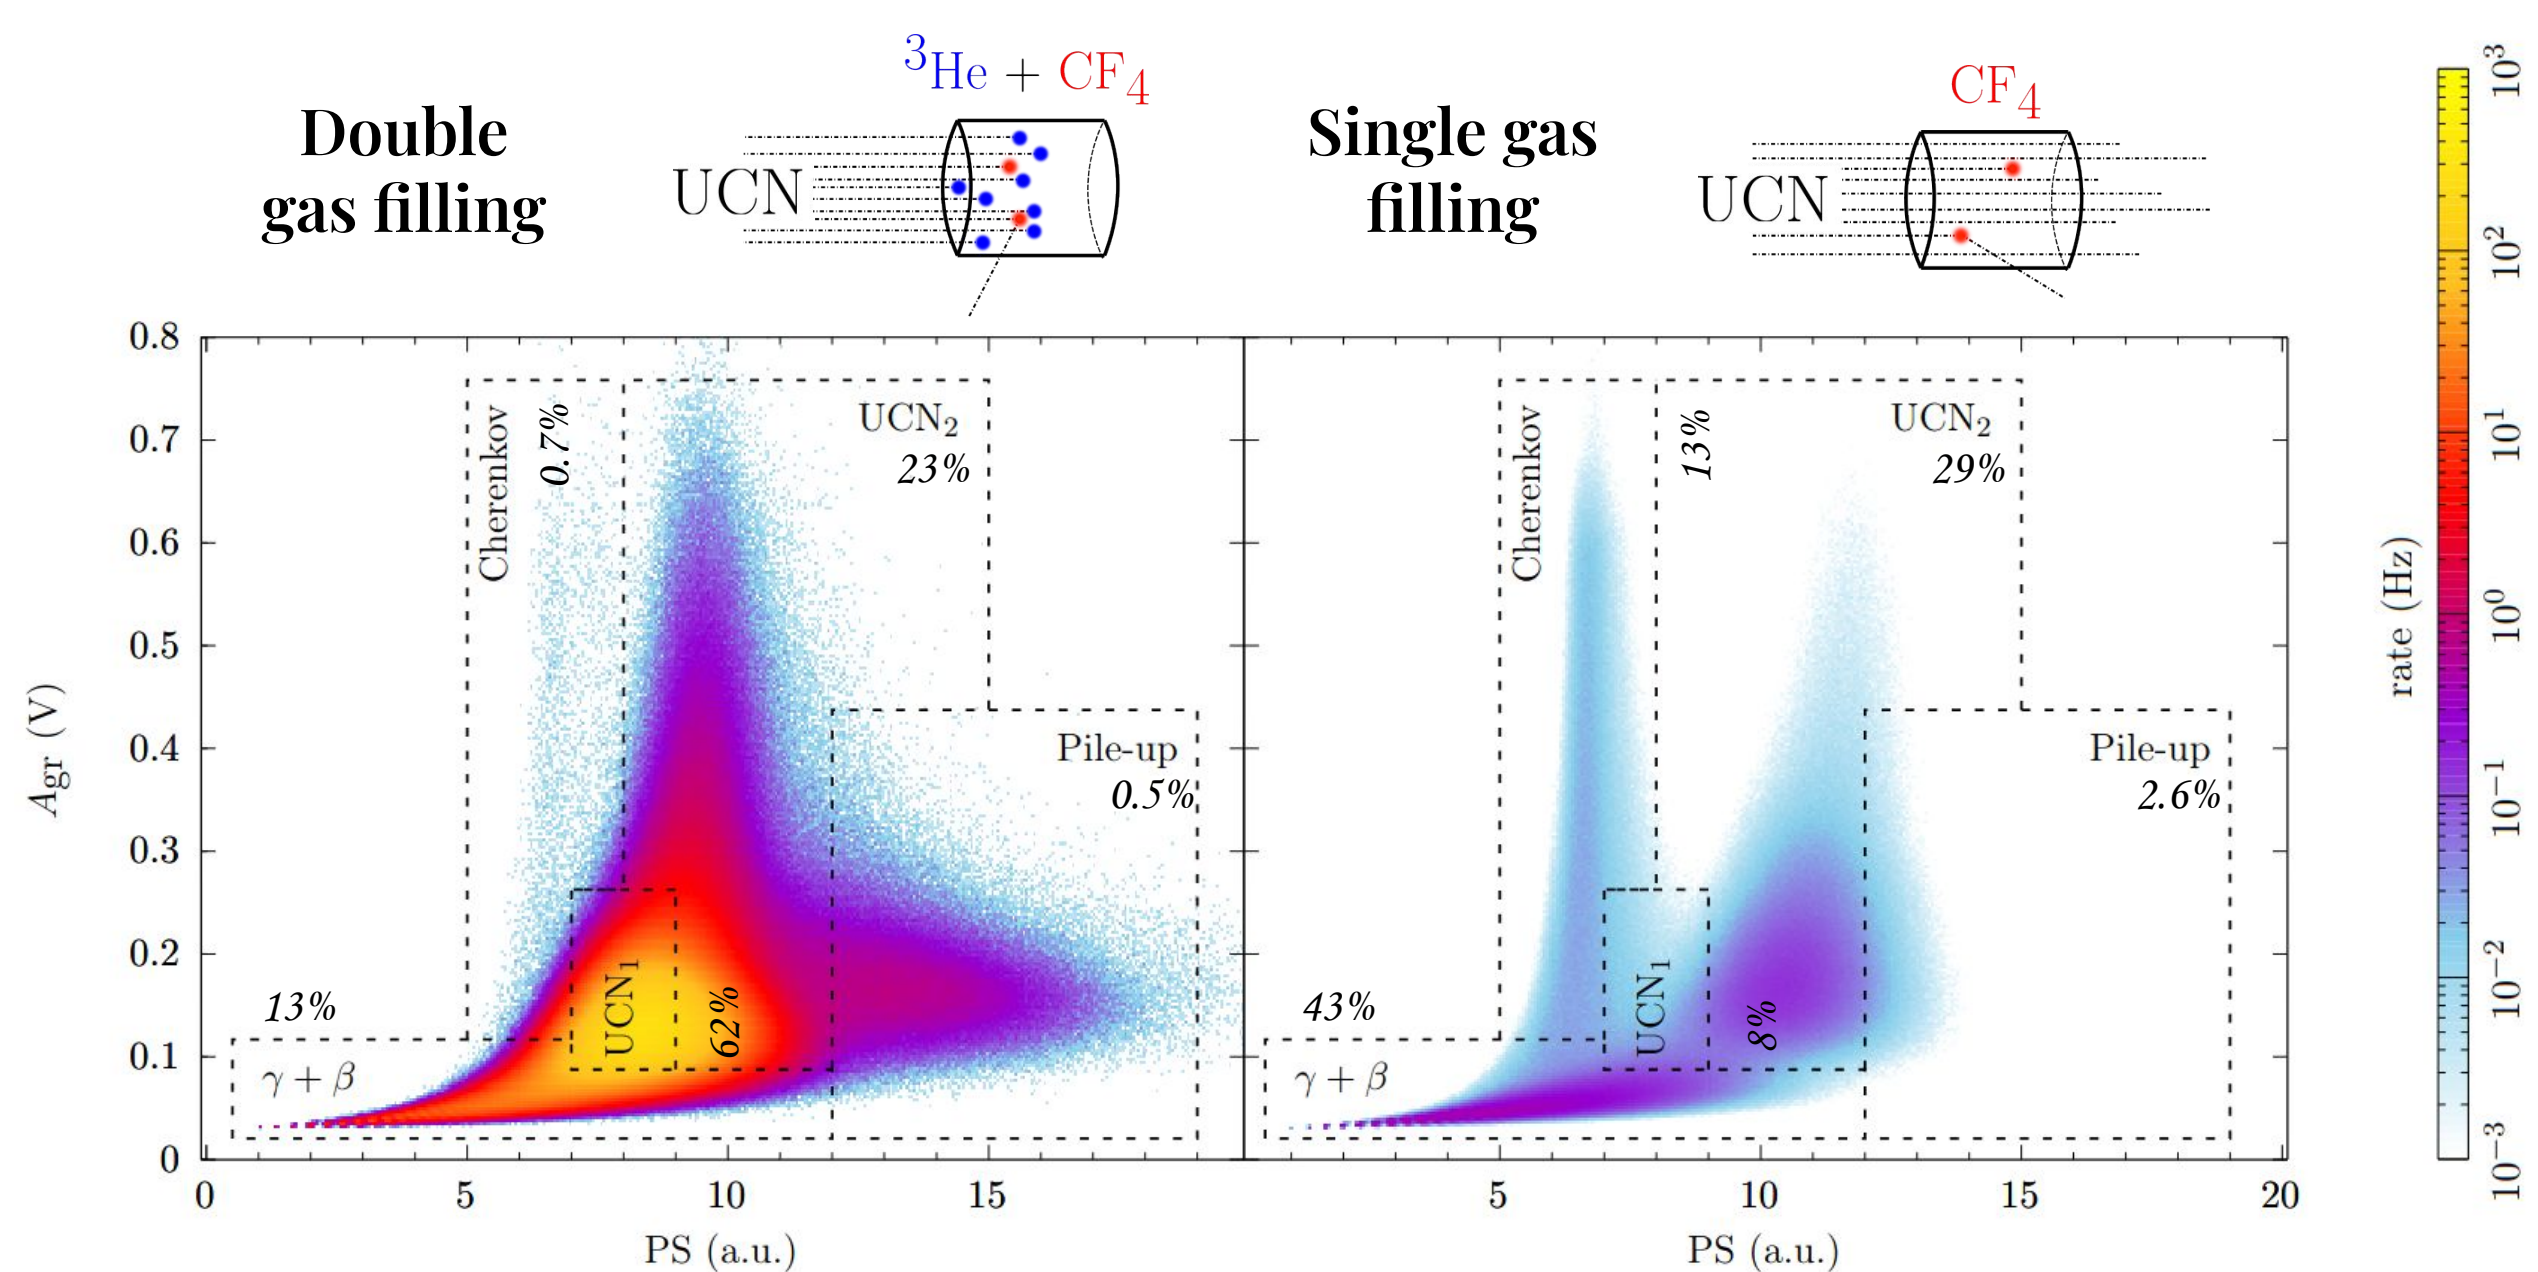 Double
gas filling
³He + CF₄
UCN
Single gas
filling
CF₄
UCN
A_gr (V)
0.8
0.7
0.6
0.5
0.4
0.3
0.2
0.1
0
Cherenkov
0.7%
UCN₂
23%
Pile-up
0.5%
UCN₁
62%
13%
γ + β
0
5
10
15
PS (a.u.)
Cherenkov
13%
UCN₂
29%
Pile-up
2.6%
UCN₁
8%
43%
γ + β
5
10
15
20
PS (a.u.)
rate (Hz)
10³
10²
10¹
10⁰
10⁻¹
10⁻²
10⁻³